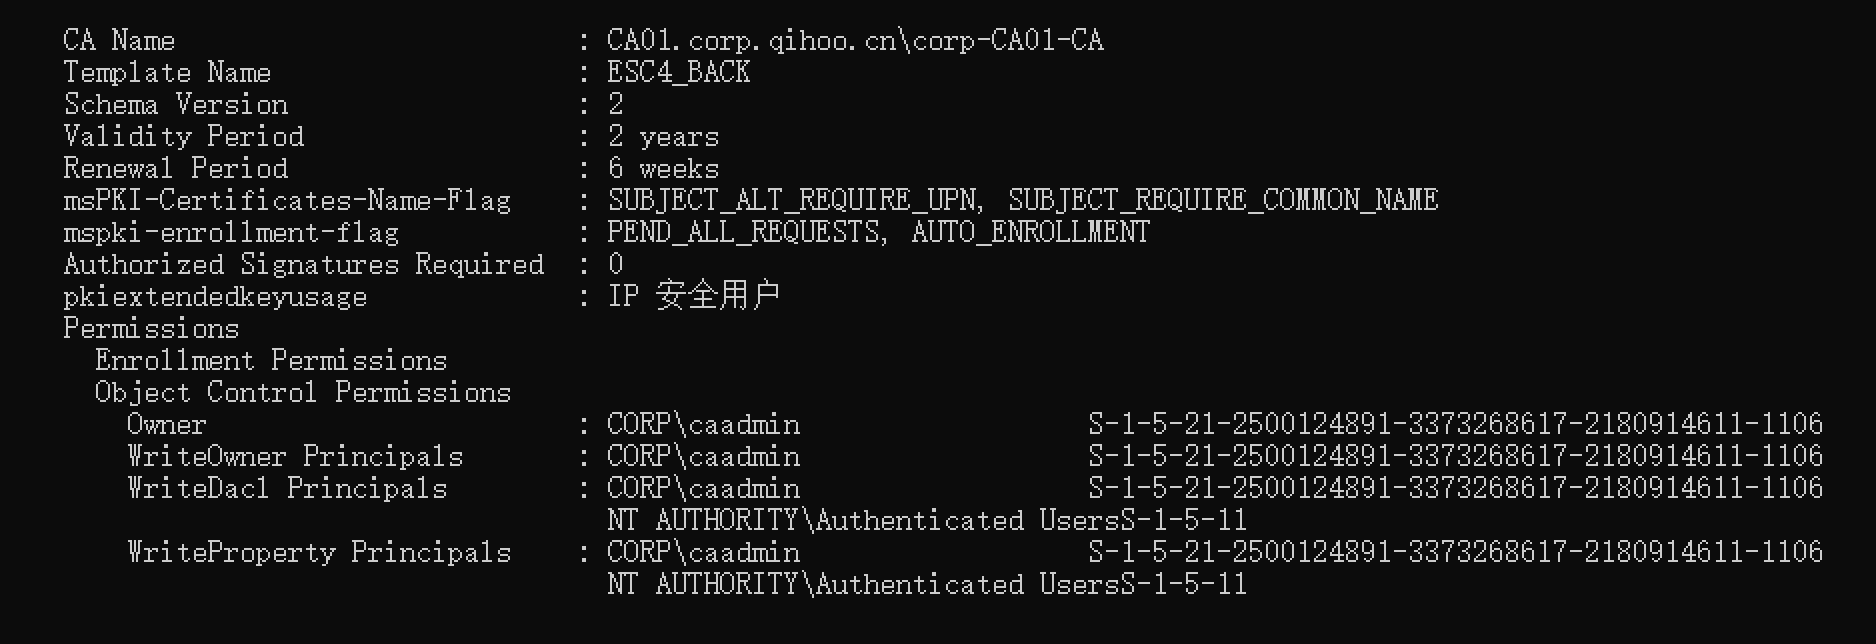 CA Name : CA01.corp.qihoo.cn\corp-CA01-CA
Template Name : ESC4_BACK
Schema Version : 2
Validity Period : 2 years
Renewal Period : 6 weeks
msPKI-Certificates-Name-Flag : SUBJECT_ALT_REQUIRE_UPN, SUBJECT_REQUIRE_COMMON_NAME
mspki-enrollment-flag : PEND_ALL_REQUESTS, AUTO_ENROLLMENT
Authorized Signatures Required : 0
pkiextendedkeyusage : IP 安全用户
Permissions
Enrollment Permissions
Object Control Permissions
Owner : CORP\caadmin S-1-5-21-2500124891-3373268617-2180914611-1106
WriteOwner Principals : CORP\caadmin S-1-5-21-2500124891-3373268617-2180914611-1106
WriteDacl Principals : CORP\caadmin S-1-5-21-2500124891-3373268617-2180914611-1106
NT AUTHORITY\Authenticated UsersS-1-5-11
WriteProperty Principals : CORP\caadmin S-1-5-21-2500124891-3373268617-2180914611-1106
NT AUTHORITY\Authenticated UsersS-1-5-11